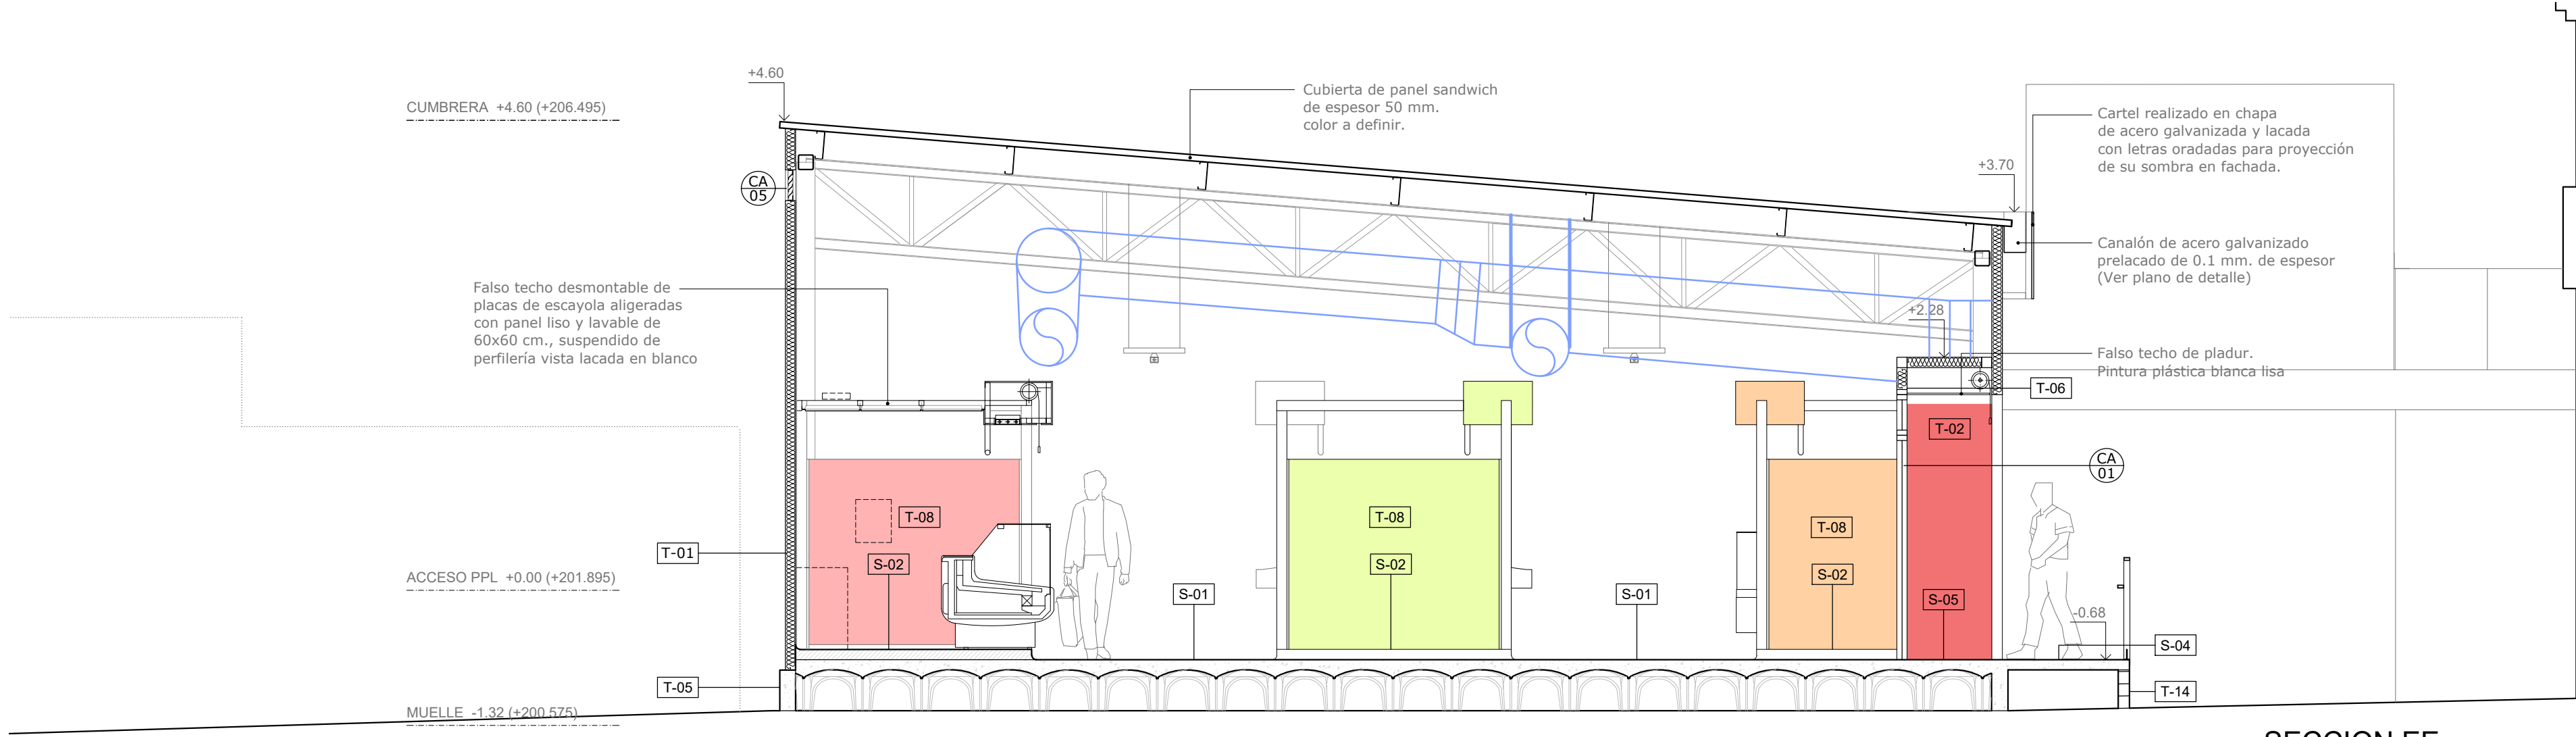 +4.60
CUMBRERA +4.60 (+206.495)
Cubierta de panel sandwich
de espesor 50 mm.
color a definir.
Cartel realizado en chapa
de acero galvanizada y lacada
con letras oradadas para proyección
de su sombra en fachada.
+3.70
CA
05
Canalón de acero galvanizado
prelacado de 0.1 mm. de espesor
(Ver plano de detalle)
Falso techo desmontable de
placas de escayola aligeradas
con panel liso y lavable de
60x60 cm., suspendido de
perfilería vista lacada en blanco
+2.28
Falso techo de pladur.
Pintura plástica blanca lisa
T-06
T-02
CA
01
T-08
T-08
T-08
T-01
S-02
S-02
S-02
ACCESO PPL +0.00 (+201.895)
S-01
S-01
S-05
-0.68
S-04
T-05
T-14
MUELLE -1.32 (+200.575)
SECCION EE